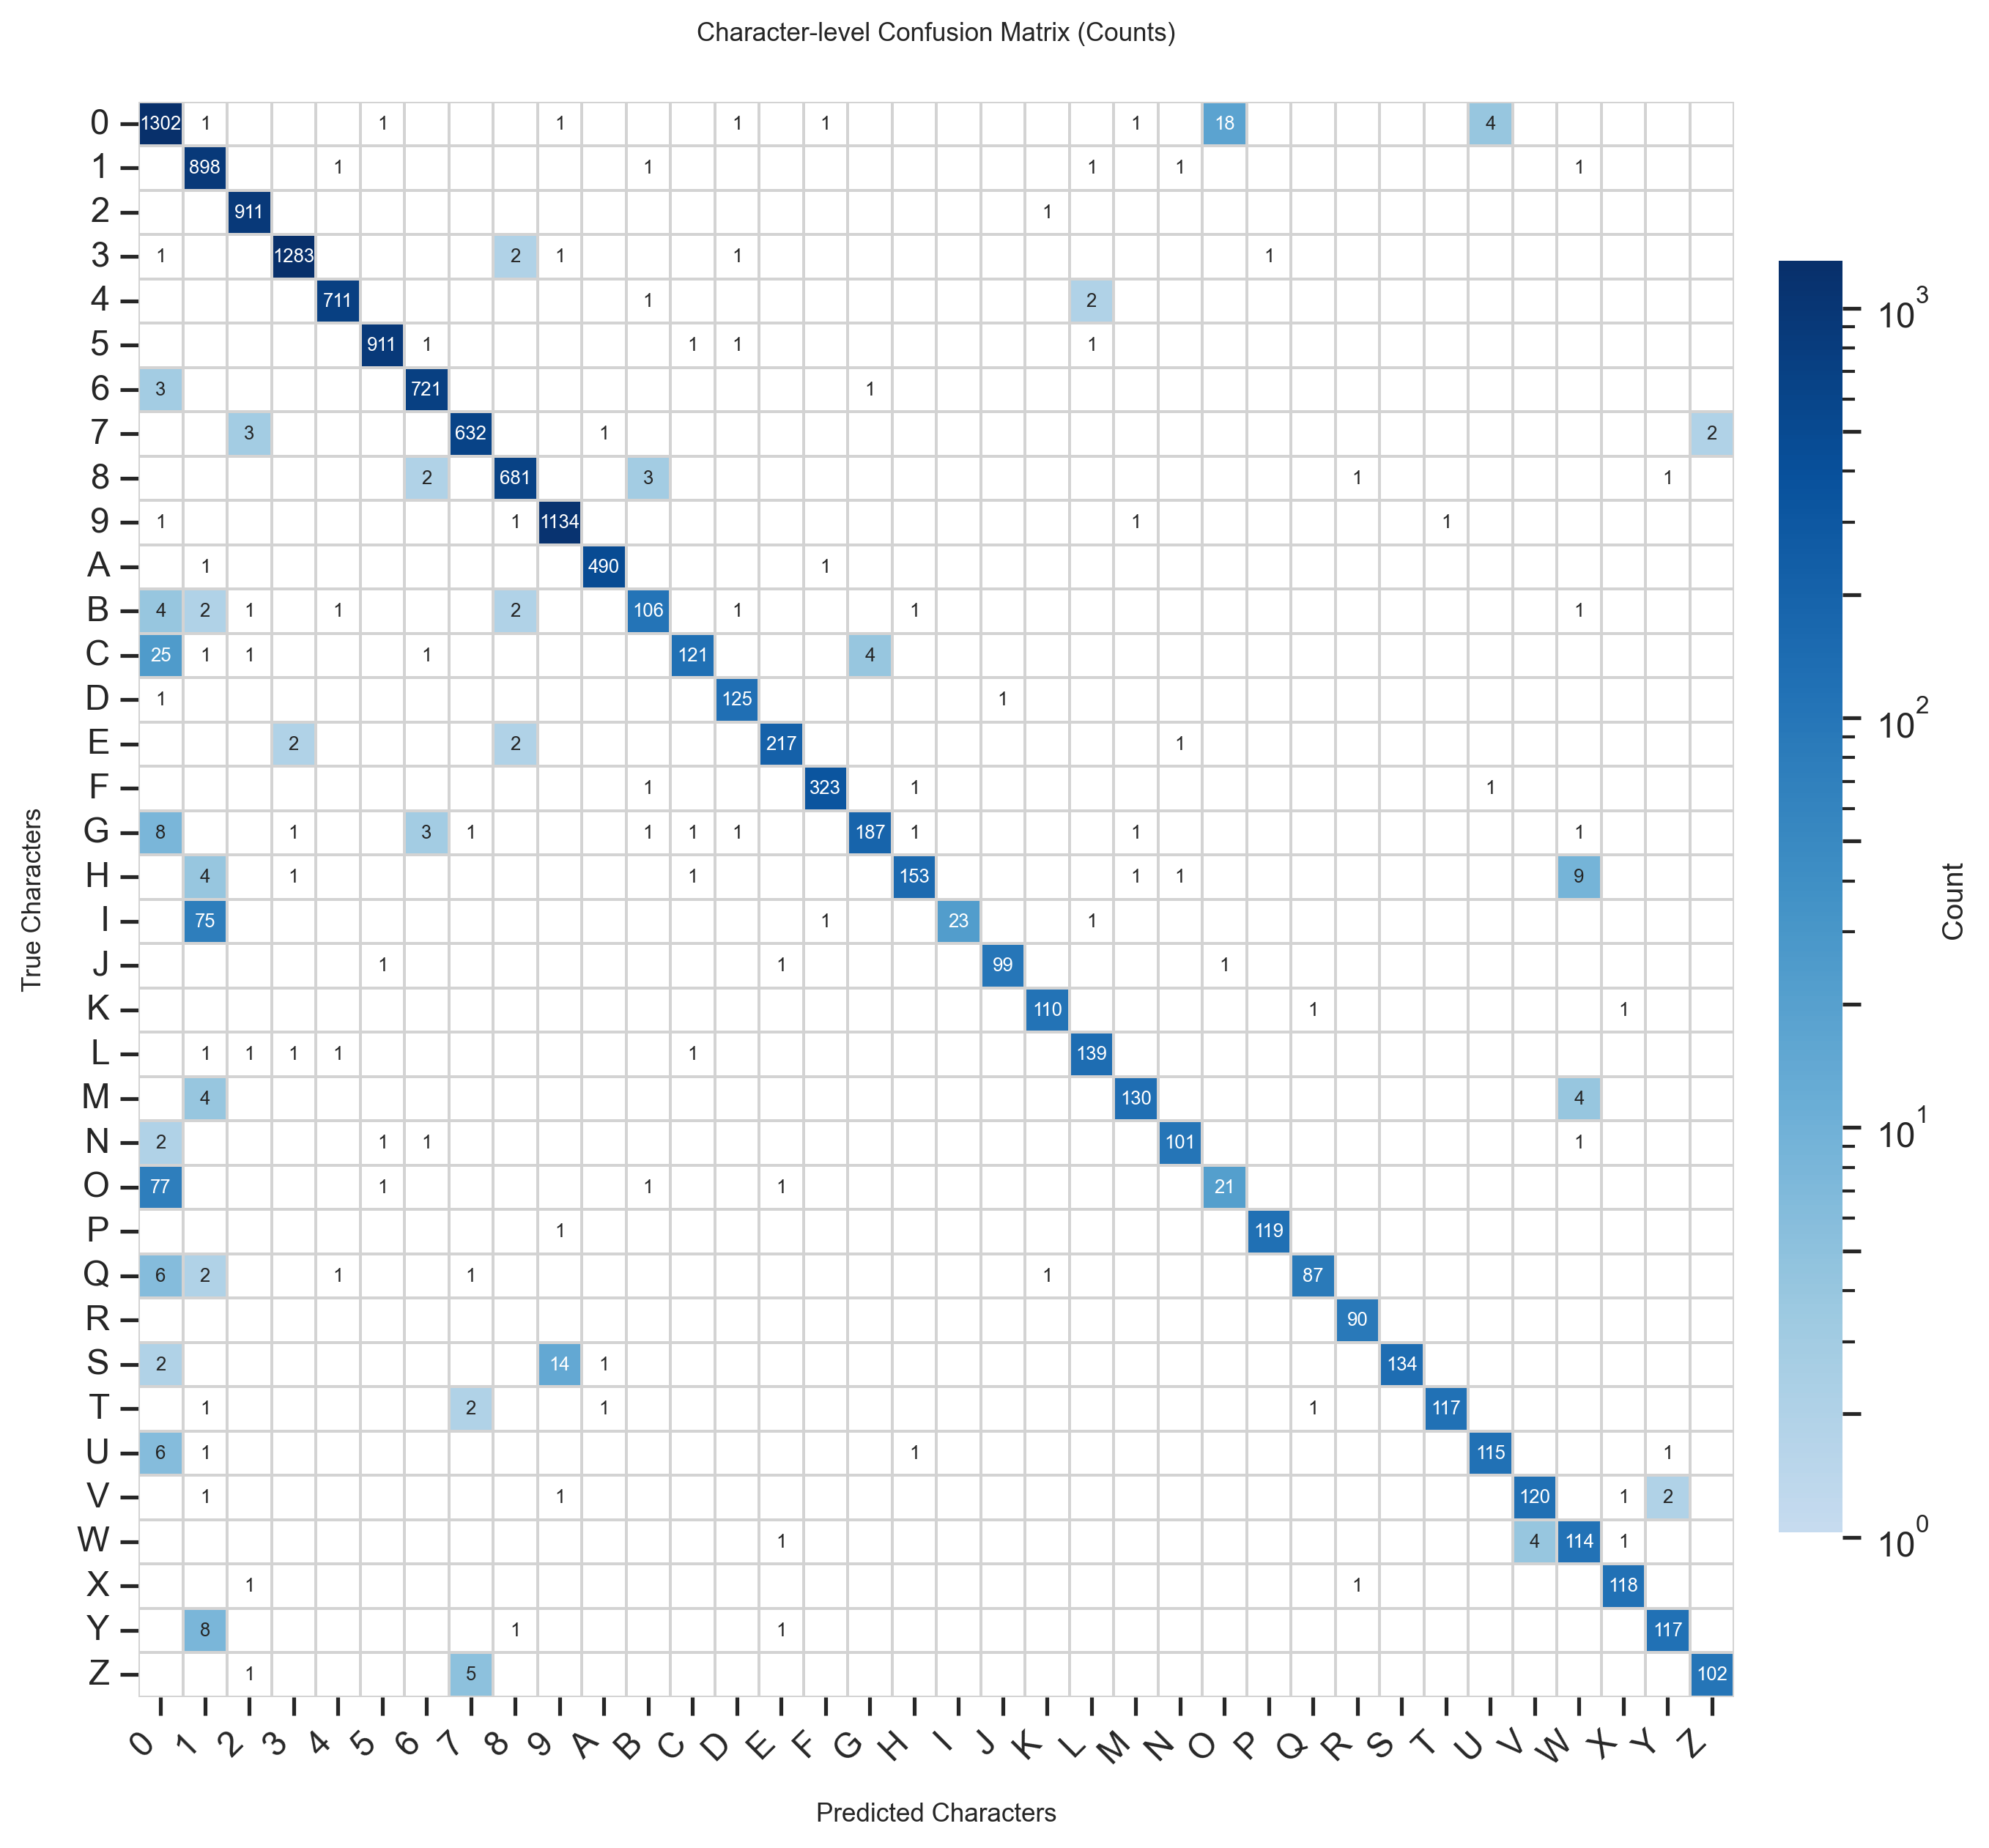 Character-level Confusion Matrix (Counts)
0 1302 1 1 1 1 1 1 18 4
1 898 1 1 1 1 1
2 911 1
3 1 1283 2 1 1 1
4 711 1 2
5 911 1 1 1 1
6 3 721 1
7 3 632 1 2
8 2 681 3 1 1
9 1 1 1134 1 1
A 1 490 1
B 4 2 1 1 2 106 1 1 1
C 25 1 1 1 121 4
D 1 125 1
E 2 2 217 1
F 1 323 1 1
G 8 1 3 1 1 1 1 187 1 1 1
H 4 1 1 153 1 1 9
I 75 1 23 1
J 1 1 99 1
K 110 1 1
L 1 1 1 1 1 139
M 4 130 4
N 2 1 1 101 1
O 77 1 1 1 21
P 1 119
Q 6 2 1 1 1 87
R 90
S 2 14 1 134
T 1 2 1 1 117
U 6 1 1 115 1
V 1 1 120 1 2
W 1 4 114 1
X 1 1 118
Y 8 1 1 117
Z 1 5 102
0 1 2 3 4 5 6 7 8 9 A B C D E F G H I J K L M N O P Q R S T U V W X Y Z
Predicted Characters
True Characters
10³
10²
10¹
10⁰
Count